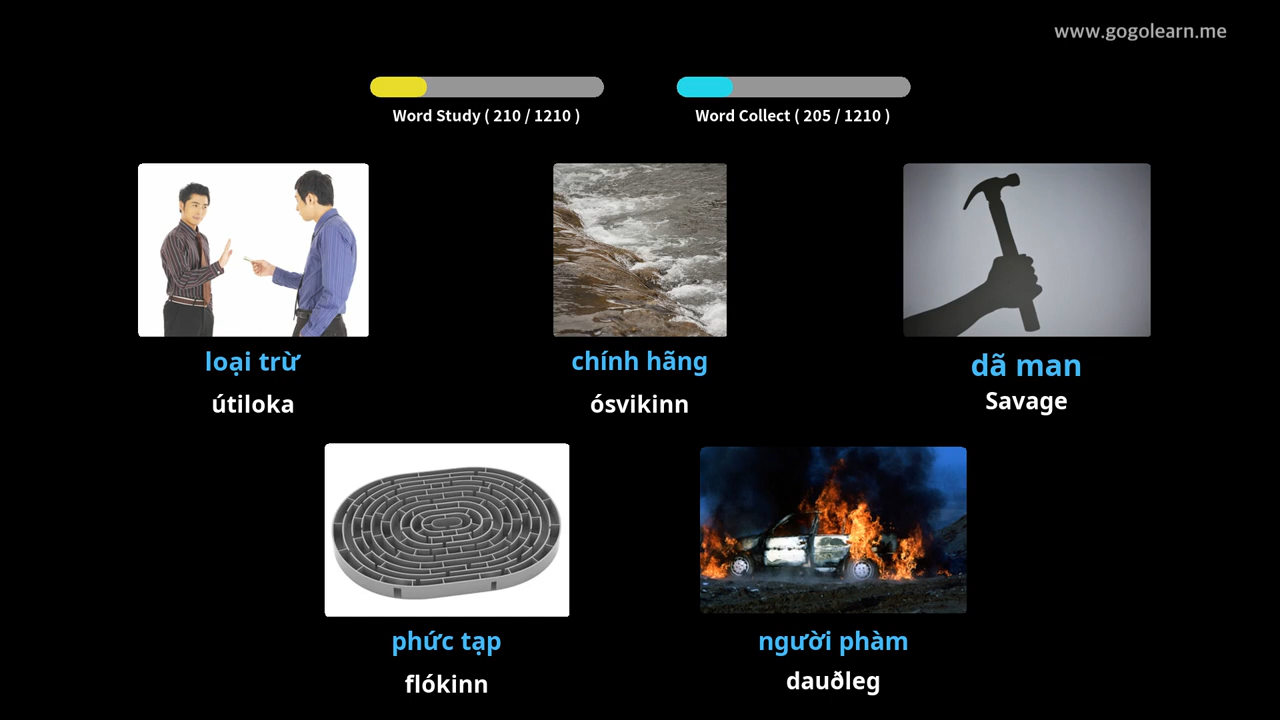 www.gogolearn.me
Word Study ( 210 / 1210 )
Word Collect ( 205 / 1210 )
loại trừ
útiloka
chính hãng
ósvikinn
dã man
Savage
phức tạp
flókinn
người phàm
dauðleg